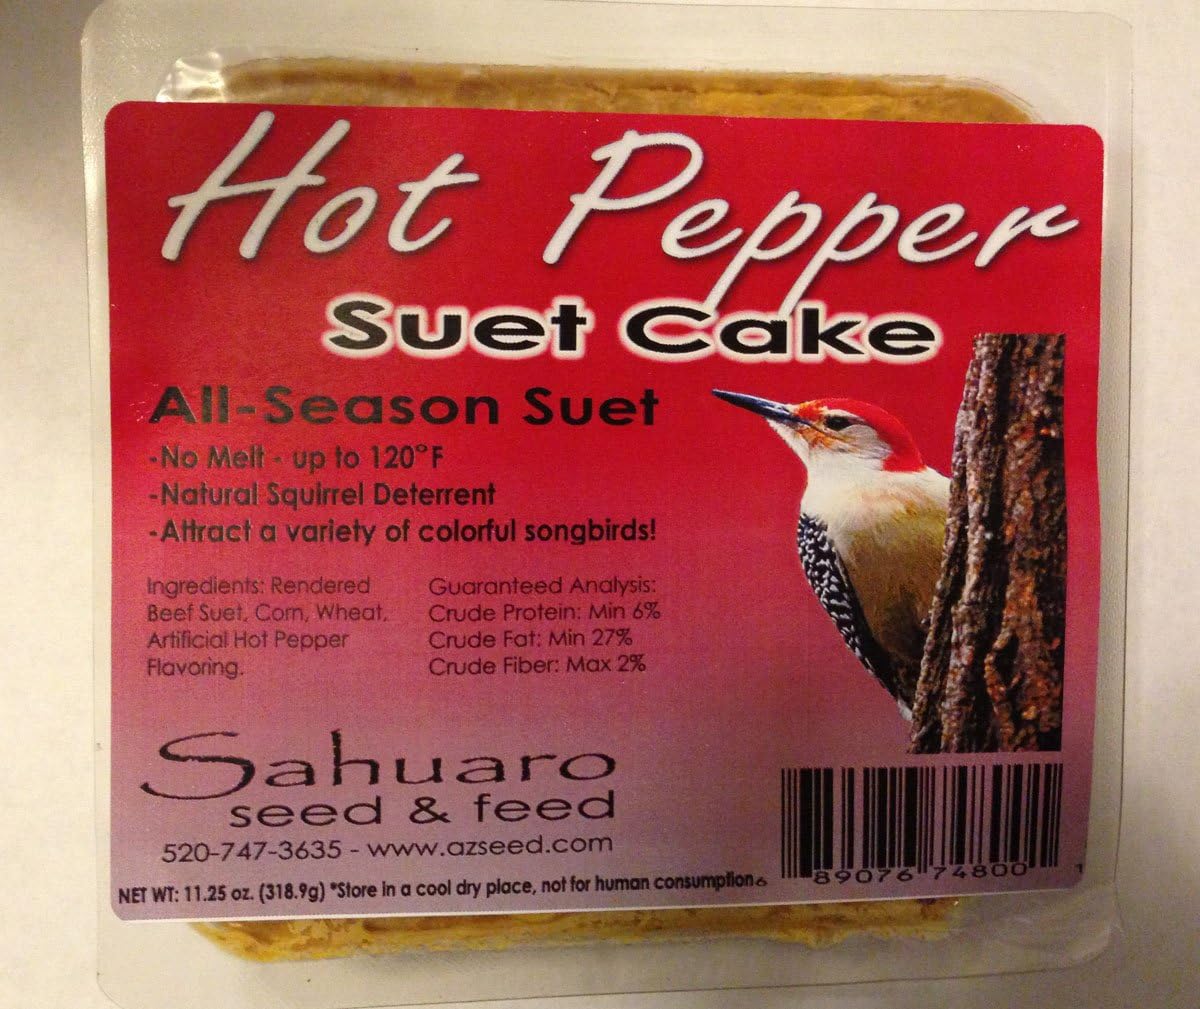 Hot Pepper
Suet Cake
All-Season Suet
-No Melt - up to 120°F
-Natural Squirrel Deterrent
-Attract a variety of colorful songbirds!
Ingredients: Rendered
Beef Suet, Corn, Wheat,
Artificial Hot Pepper
Flavoring.
Guaranteed Analysis:
Crude Protein: Min 6%
Crude Fat: Min 27%
Crude Fiber: Max 2%
Sahuaro
seed & feed
520-747-3635 - www.azseed.com
NET WT: 11.25 oz. (318.9g) *Store in a cool dry place, not for human consumption
6 89076 74800 1